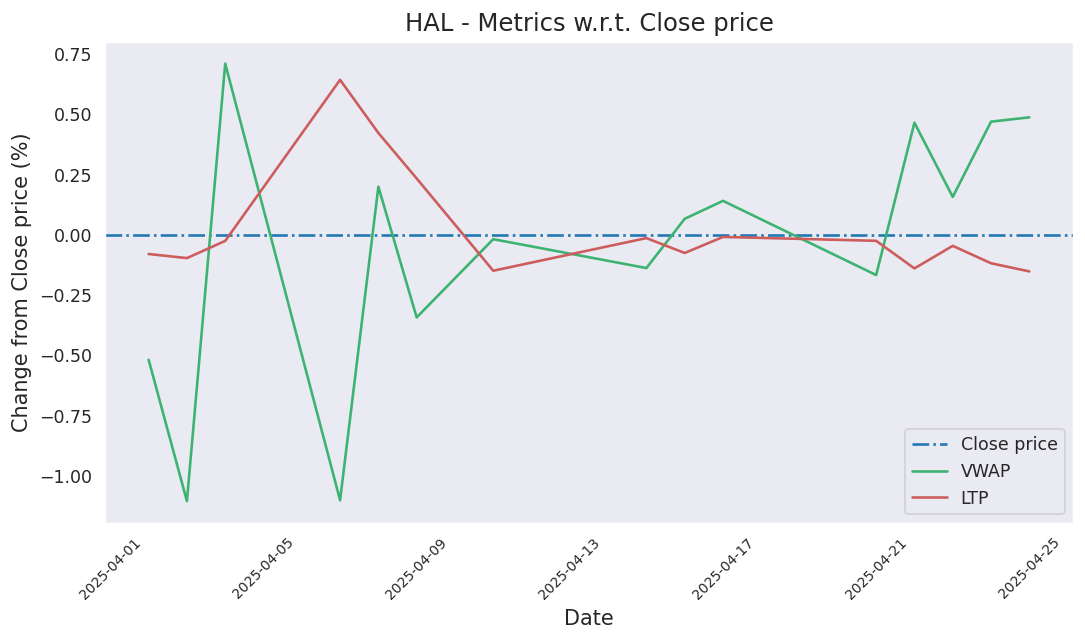 HAL - Metrics w.r.t. Close price
Change from Close price (%)
0.75
0.50
0.25
0.00
−0.25
−0.50
−0.75
−1.00
Close price
VWAP
LTP
2025-04-01
2025-04-05
2025-04-09
2025-04-13
2025-04-17
2025-04-21
2025-04-25
Date